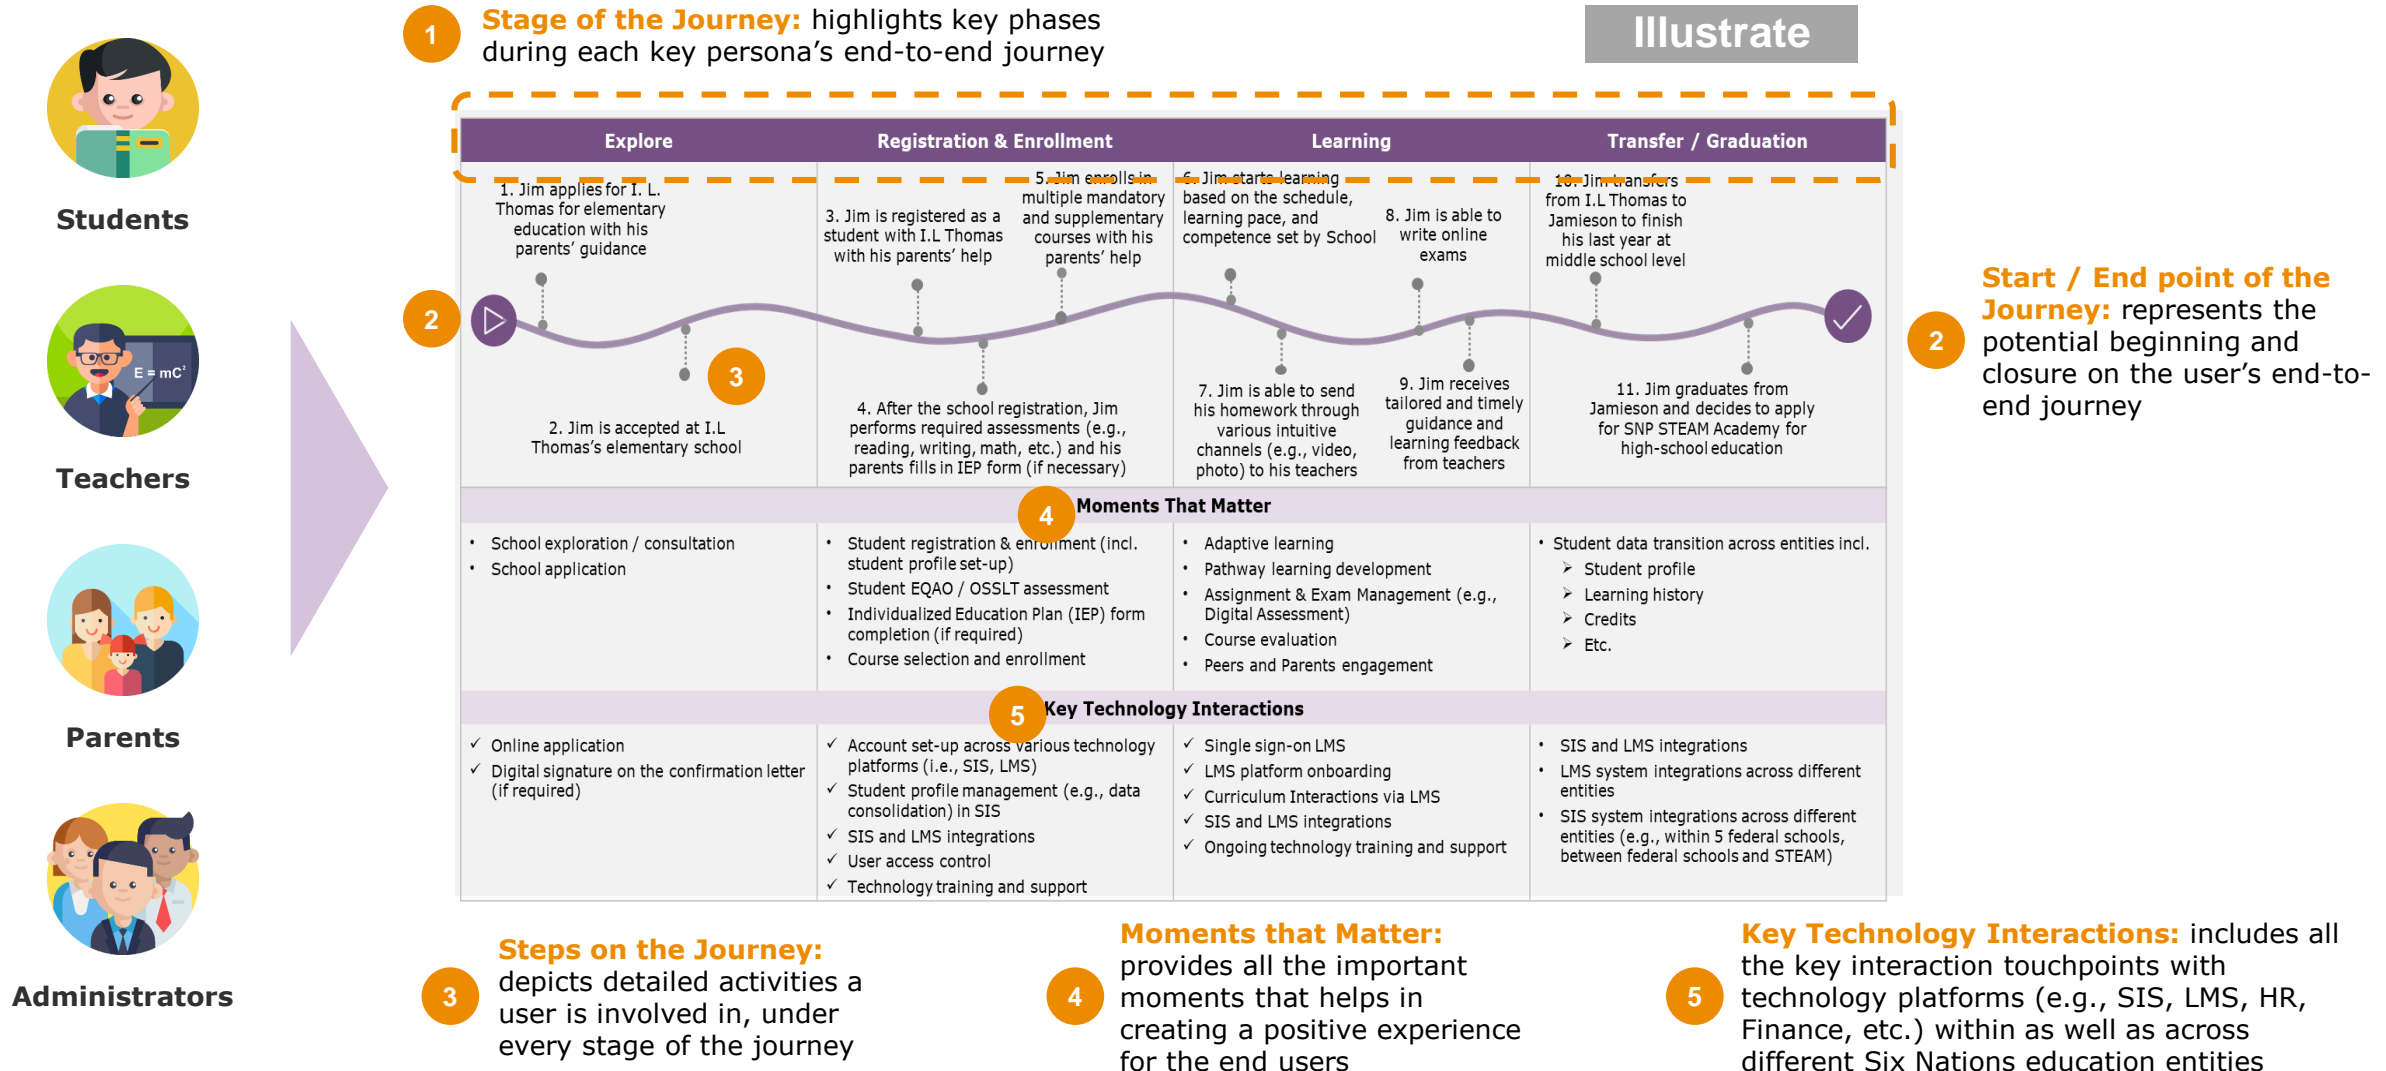 1
Stage of the Journey: highlights key phases
during each key persona's end-to-end journey
Illustrate
Students
E = mC²
Teachers
Parents
Administrators
Explore
Registration & Enrollment
Learning
Transfer / Graduation
1. Jim applies for I. L.
Thomas for elementary
education with his
parents' guidance
2. Jim is accepted at I.L
Thomas's elementary school
3. Jim is registered as a
student with I.L Thomas
with his parents' help
4. After the school registration, Jim
performs required assessments (e.g.,
reading, writing, math, etc.) and his
parents fills in IEP form (if necessary)
5. Jim enrolls in
multiple mandatory
and supplementary
courses with his
parents' help
6. Jim starts learning
based on the schedule,
learning pace, and
competence set by School
7. Jim is able to send
his homework through
various intuitive
channels (e.g., video,
photo) to his teachers
8. Jim is able to
write online
exams
9. Jim receives
tailored and timely
guidance and
learning feedback
from teachers
10. Jim transfers
from I.L Thomas to
Jamieson to finish
his last year at
middle school level
11. Jim graduates from
Jamieson and decides to apply
for SNP STEAM Academy for
high-school education
2
3
2
Start / End point of the
Journey: represents the
potential beginning and
closure on the user's end-to-
end journey
4
Moments That Matter
• School exploration / consultation
• School application
• Student registration & enrollment (incl.
student profile set-up)
• Student EQAO / OSSLT assessment
• Individualized Education Plan (IEP) form
completion (if required)
• Course selection and enrollment
• Adaptive learning
• Pathway learning development
• Assignment & Exam Management (e.g.,
Digital Assessment)
• Course evaluation
• Peers and Parents engagement
• Student data transition across entities incl.
➢ Student profile
➢ Learning history
➢ Credits
➢ Etc.
5
Key Technology Interactions
✓ Online application
✓ Digital signature on the confirmation letter
(if required)
✓ Account set-up across various technology
platforms (i.e., SIS, LMS)
✓ Student profile management (e.g., data
consolidation) in SIS
✓ SIS and LMS integrations
✓ User access control
✓ Technology training and support
✓ Single sign-on LMS
✓ LMS platform onboarding
✓ Curriculum Interactions via LMS
✓ SIS and LMS integrations
✓ Ongoing technology training and support
• SIS and LMS integrations
• LMS system integrations across different
entities
• SIS system integrations across different
entities (e.g., within 5 federal schools,
between federal schools and STEAM)
3
Steps on the Journey:
depicts detailed activities a
user is involved in, under
every stage of the journey
4
Moments that Matter:
provides all the important
moments that helps in
creating a positive experience
for the end users
5
Key Technology Interactions: includes all
the key interaction touchpoints with
technology platforms (e.g., SIS, LMS, HR,
Finance, etc.) within as well as across
different Six Nations education entities